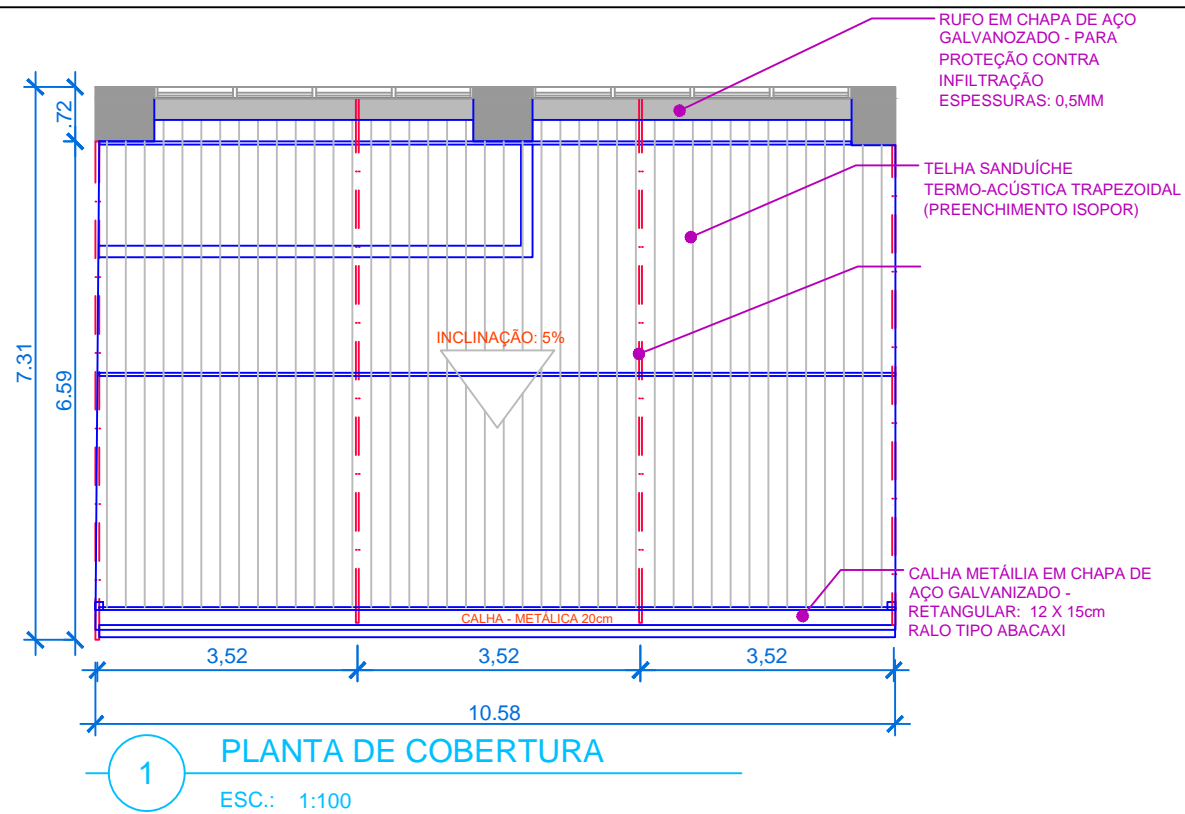 RUFO EM CHAPA DE AÇO
GALVANOZADO - PARA
PROTEÇÃO CONTRA
INFILTRAÇÃO
ESPESSURAS: 0,5MM
.72
TELHA SANDUÍCHE
TERMO-ACÚSTICA TRAPEZOIDAL
(PREENCHIMENTO ISOPOR)
INCLINAÇÃO: 5%
7.31
6.59
CALHA METÁILIA EM CHAPA DE
AÇO GALVANIZADO -
RETANGULAR: 12 X 15cm
RALO TIPO ABACAXI
CALHA - METÁLICA 20cm
3,52
3,52
3,52
10.58
1
PLANTA DE COBERTURA
ESC.: 1:100